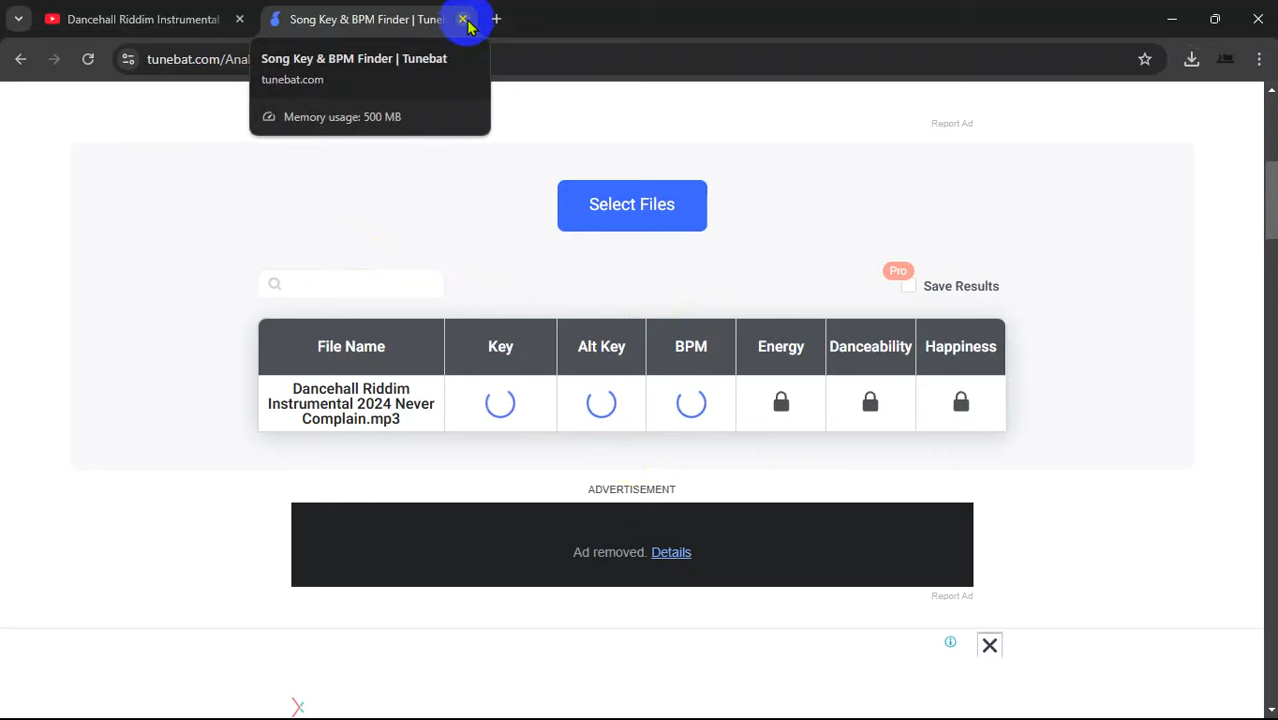 Dancehall Riddim Instrumental
Song Key & BPM Finder | Tune
tunebat.com/Anal
Song Key & BPM Finder | Tunebat
tunebat.com
Memory usage: 500 MB
Report Ad
Select Files
Pro
Save Results
File Name
Key
Alt Key
BPM
Energy
Danceability
Happiness
Dancehall Riddim
Instrumental 2024 Never
Complain.mp3
ADVERTISEMENT
Ad removed. Details
Report Ad